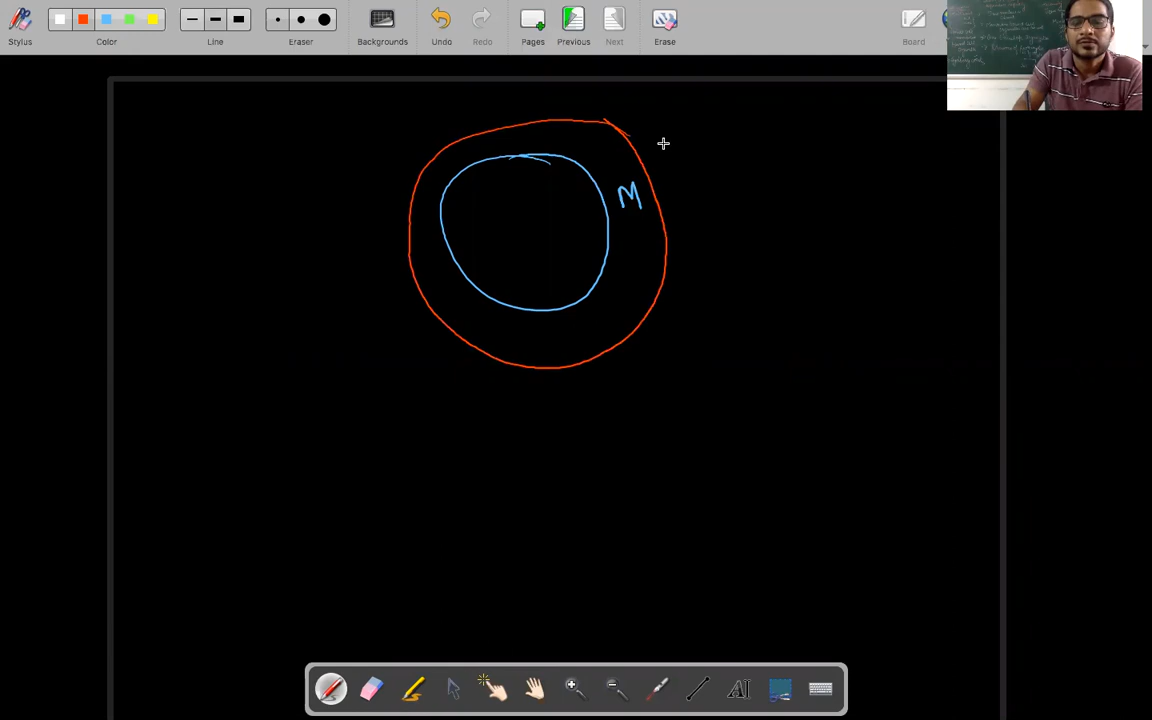 Stylus
Color
Line
Eraser
Backgrounds
Undo
Redo
Pages
Previous
Next
Erase
Board
M